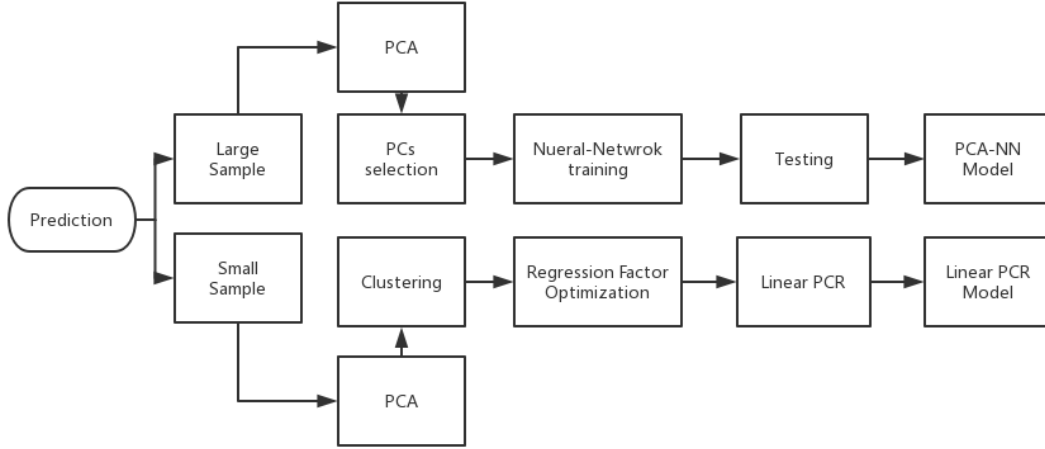 PCA
Large
Sample
PCs
selection
Nueral-Netwrok
training
Testing
PCA-NN
Model
Prediction
Small
Sample
Clustering
Regression Factor
Optimization
Linear PCR
Linear PCR
Model
PCA